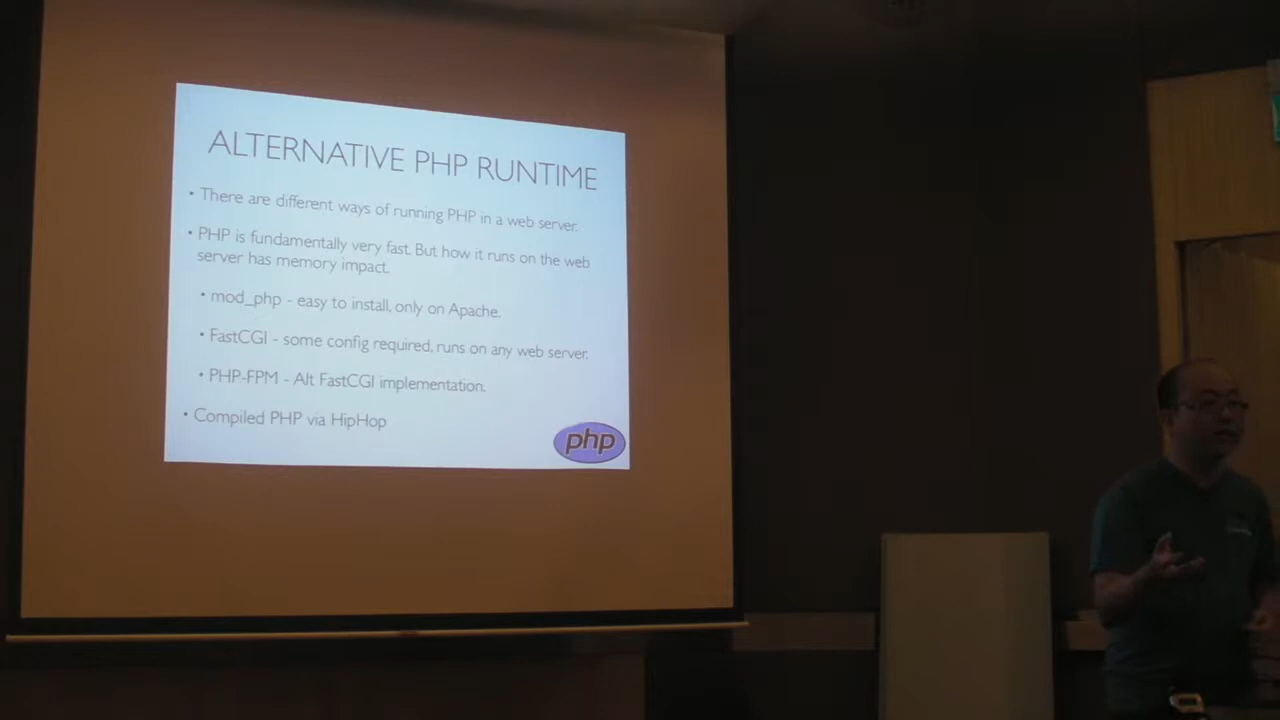 ALTERNATIVE PHP RUNTIME
• There are different ways of running PHP in a web server.
• PHP is fundamentally very fast. But how it runs on the web
server has memory impact.
• mod_php - easy to install, only on Apache.
• FastCGI - some config required, runs on any web server.
• PHP-FPM - Alt FastCGI implementation.
• Compiled PHP via HipHop
php